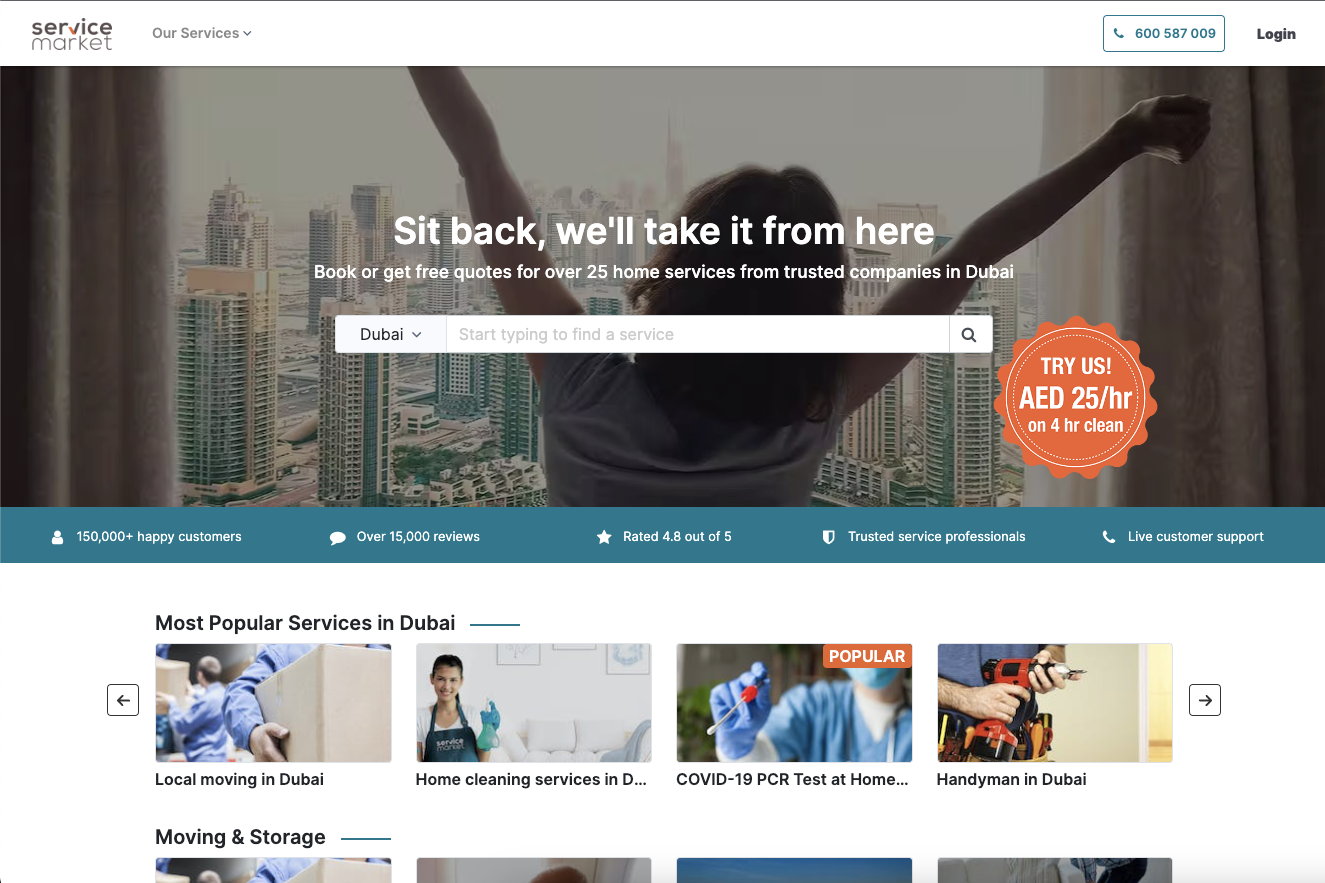 service
market
Our Services
600 587 009
Login
Sit back, we'll take it from here
Book or get free quotes for over 25 home services from trusted companies in Dubai
Dubai
Start typing to find a service
TRY US!
AED 25/hr
on 4 hr clean
150,000+ happy customers
Over 15,000 reviews
Rated 4.8 out of 5
Trusted service professionals
Live customer support
Most Popular Services in Dubai
service
market
POPULAR
Local moving in Dubai
Home cleaning services in D...
COVID-19 PCR Test at Home...
Handyman in Dubai
Moving & Storage